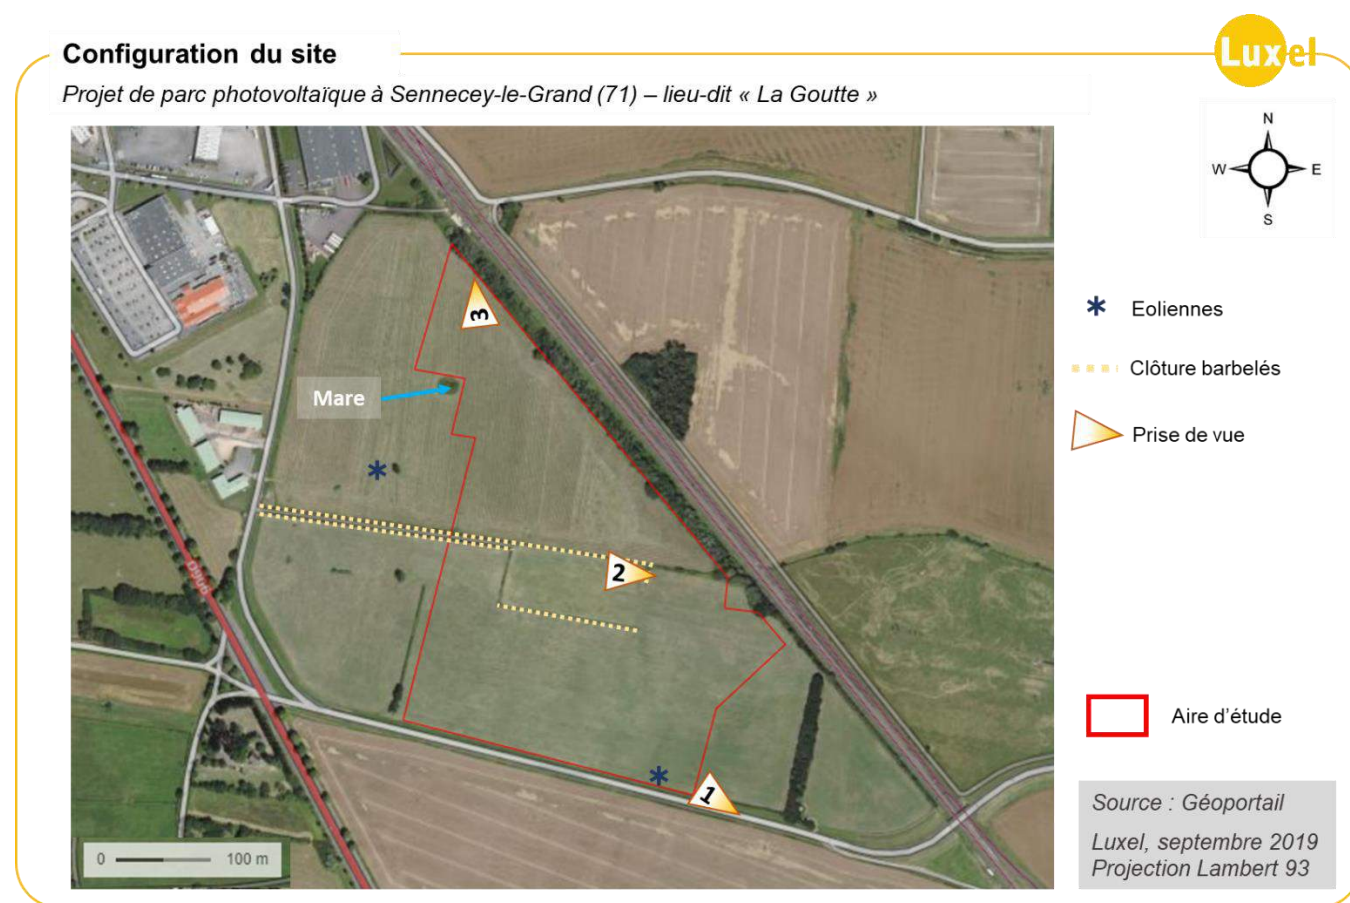 Configuration du site
Luxel
Projet de parc photovoltaïque à Sennecey-le-Grand (71) – lieu-dit « La Goutte »
N
W
E
S
Eoliennes
Clôture barbelés
Prise de vue
Aire d’étude
3
Mare
2
D906
1
0
100 m
Source : Géoportail
Luxel, septembre 2019
Projection Lambert 93